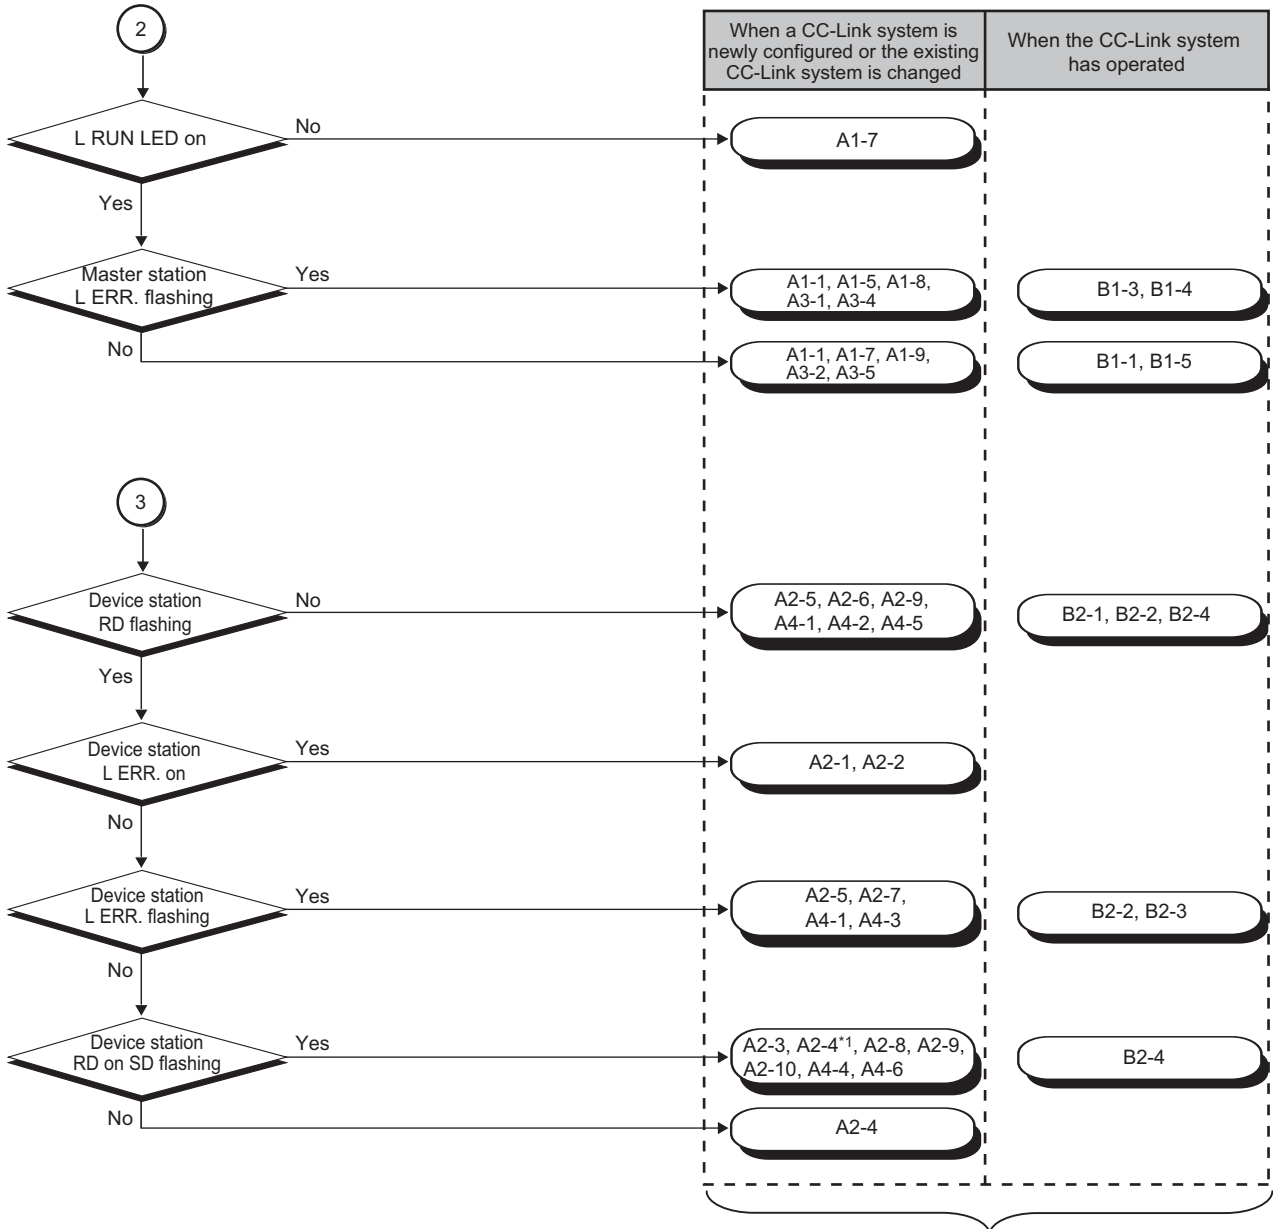 2
When a CC-Link system is
newly configured or the existing
CC-Link system is changed
When the CC-Link system
has operated
L RUN LED on
No
A1-7
Yes
Master station
L ERR. flashing
Yes
A1-1, A1-5, A1-8,
A3-1, A3-4
B1-3, B1-4
No
A1-1, A1-7, A1-9,
A3-2, A3-5
B1-1, B1-5
3
Device station
RD flashing
No
A2-5, A2-6, A2-9,
A4-1, A4-2, A4-5
B2-1, B2-2, B2-4
Yes
Device station
L ERR. on
Yes
A2-1, A2-2
No
Device station
L ERR. flashing
Yes
A2-5, A2-7,
A4-1, A4-3
B2-2, B2-3
No
Device station
RD on SD flashing
Yes
A2-3, A2-4*1, A2-8, A2-9,
A2-10, A4-4, A4-6
B2-4
No
A2-4